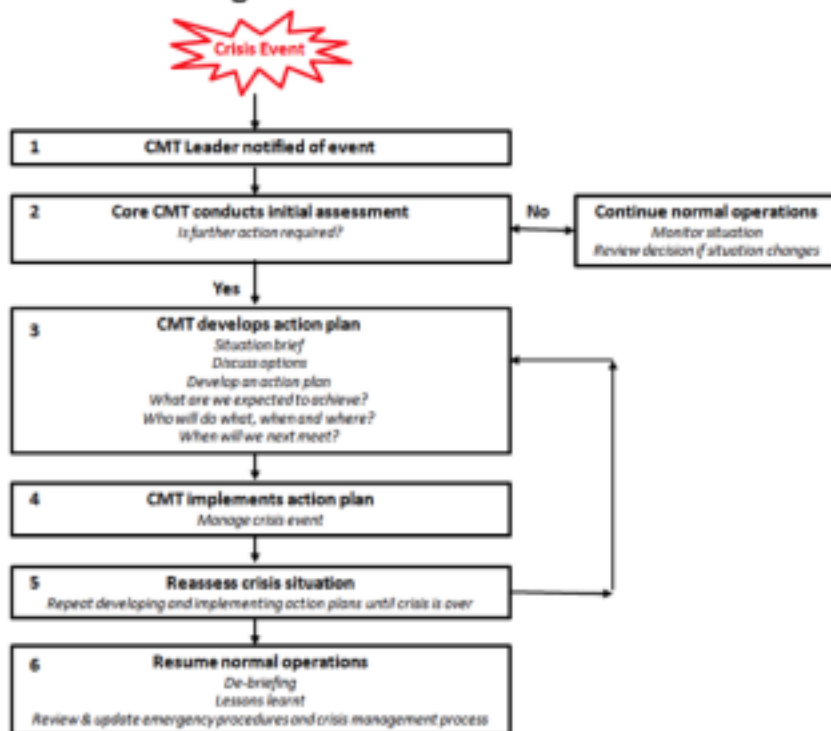 Crisis Event
1 CMT Leader notified of event
2 Core CMT conducts initial assessment
Is further action required?
No
Continue normal operations
Monitor situation
Review decision if situation changes
Yes
3 CMT develops action plan
Situation brief
Discuss options
Develop an action plan
What are we expected to achieve?
Who will do what, when and where?
When will we next meet?
4 CMT implements action plan
Manage crisis event
5 Reassess crisis situation
Repeat developing and implementing action plans until crisis is over
6 Resume normal operations
De-briefing
Lessons learnt
Review & update emergency procedures and crisis management process